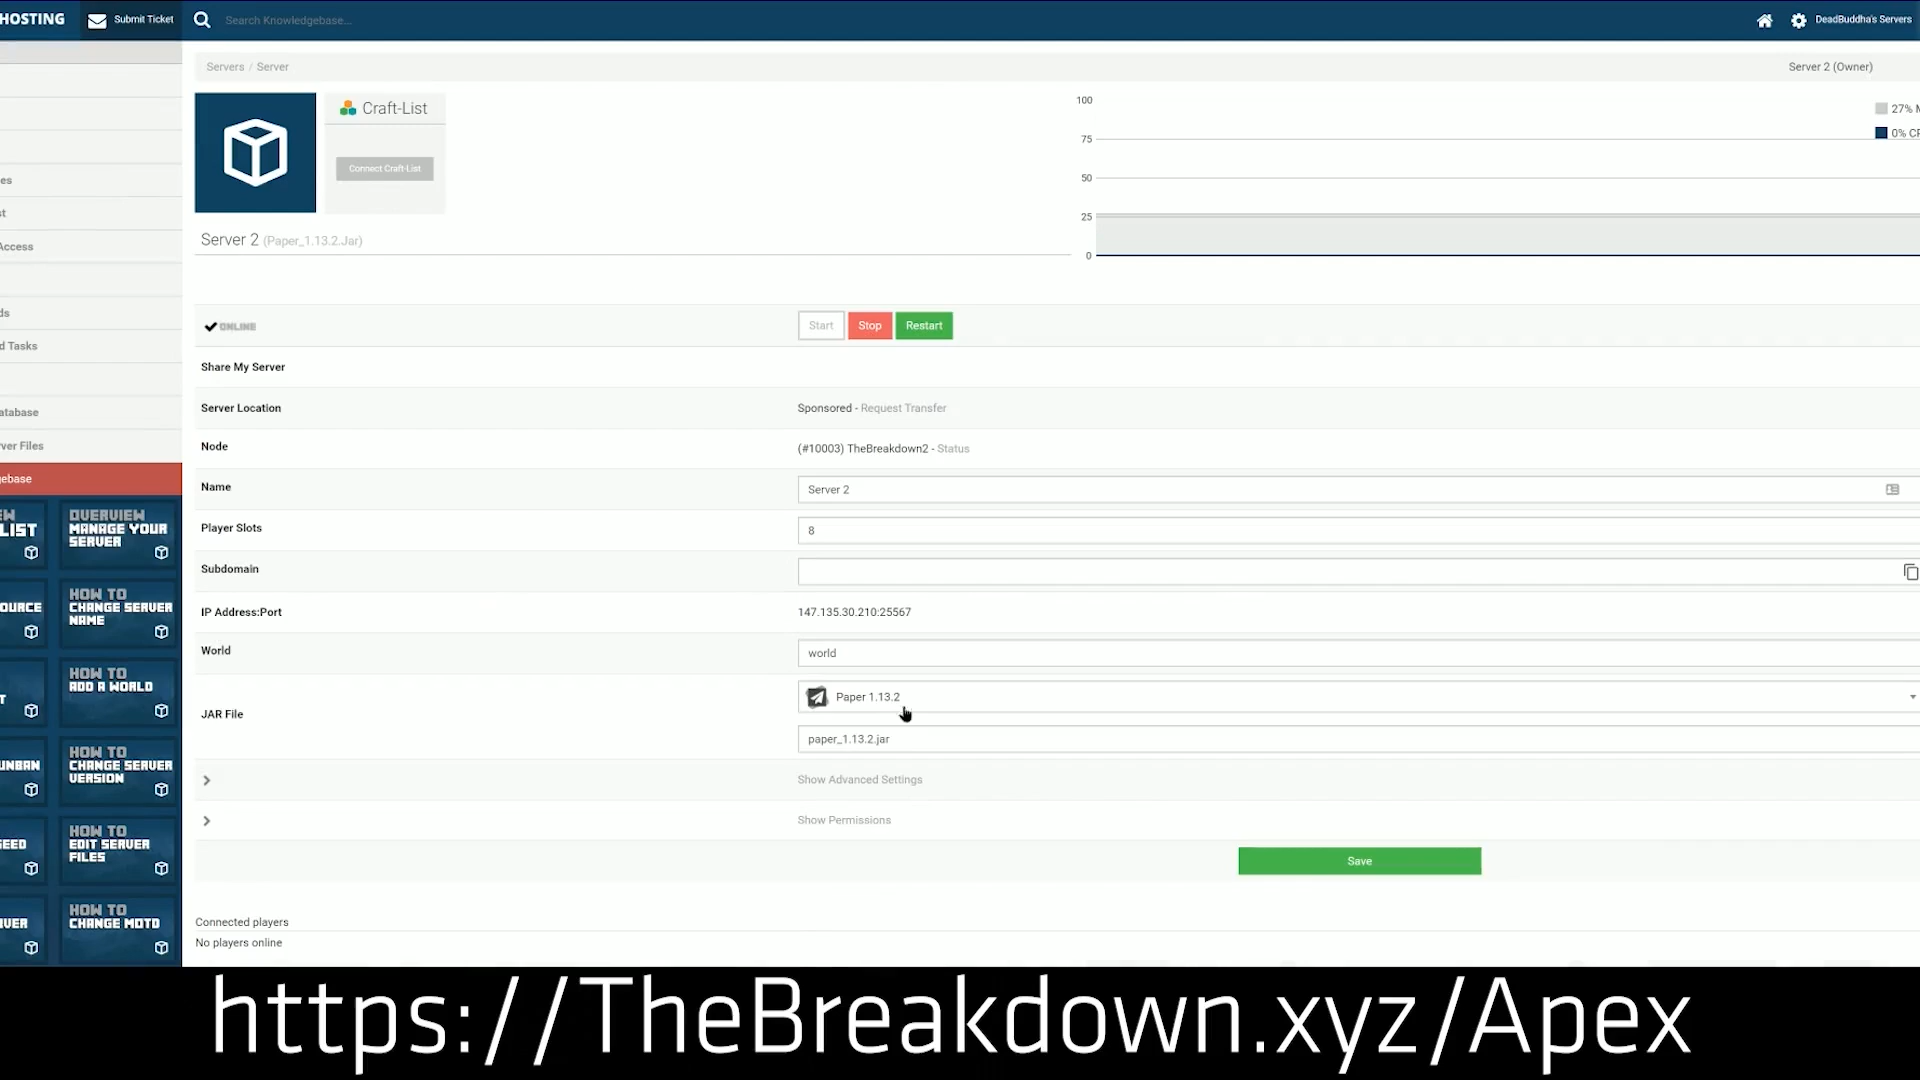 HOSTING
Submit Ticket
Search Knowledgebase...
DeadBuddha's Servers
Servers / Server
Server 2 (Owner)
Craft-List
Connect Craft-List
Server 2 (Paper_1.13.2.Jar)
100
75
50
25
0
27% M
0% CP
es
st
Access
ds
d Tasks
atabase
ver Files
gebase
ONLINE
Start
Stop
Restart
Share My Server
Server Location
Sponsored - Request Transfer
Node
(#10003) TheBreakdown2 - Status
Name
Server 2
Player Slots
8
Subdomain
IP Address:Port
147.135.30.210:25567
World
world
JAR File
Paper 1.13.2
paper_1.13.2.jar
Show Advanced Settings
Show Permissions
Save
Connected players
No players online
EW
LIST
OVERVIEW
MANAGE YOUR
SERVER
OURCE
HOW TO
CHANGE SERVER
NAME
T
HOW TO
ADD A WORLD
UNBAN
HOW TO
CHANGE SERVER
VERSION
SEED
HOW TO
EDIT SERVER
FILES
VER
HOW TO
CHANGE MOTD
https://TheBreakdown.xyz/Apex